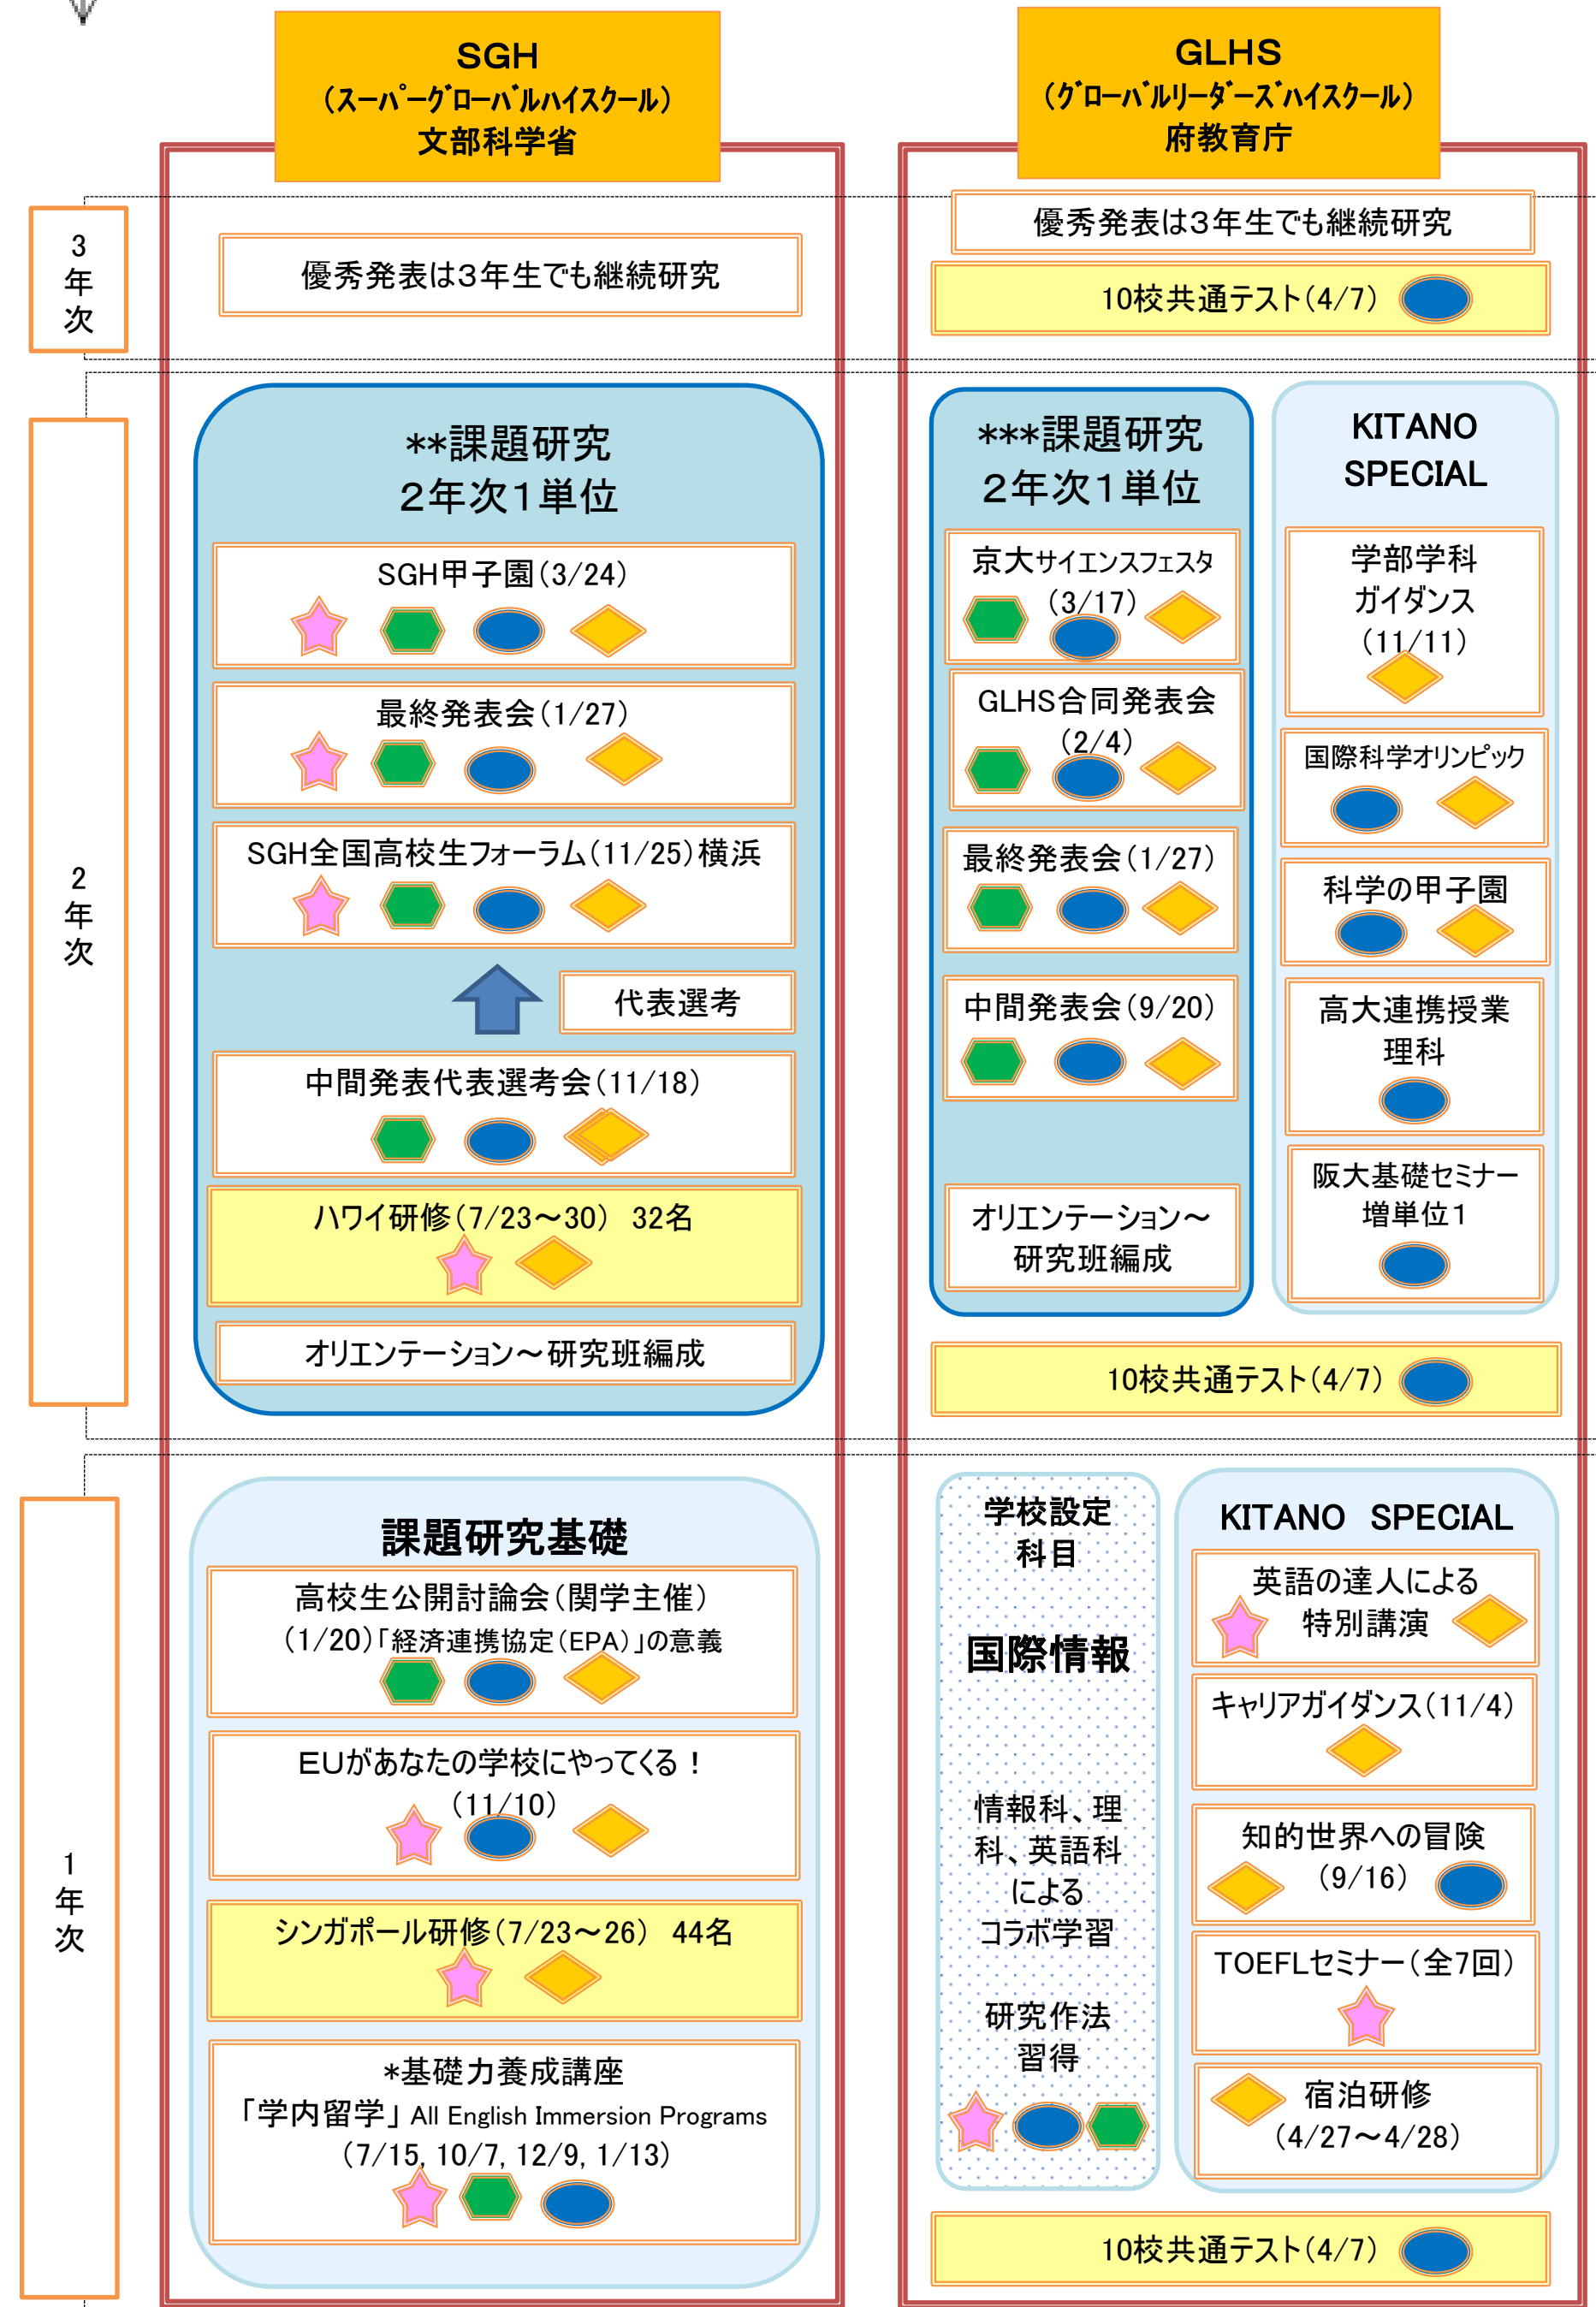 SGH
(スーパーグローバルハイスクール)
文部科学省
GLHS
(グローバルリーダーズハイスクール)
府教育庁
3
年
次
優秀発表は3年生でも継続研究
優秀発表は3年生でも継続研究
10校共通テスト(4/7)
2
年
次
**課題研究
2年次1単位
SGH甲子園(3/24)
最終発表会(1/27)
SGH全国高校生フォーラム(11/25)横浜
代表選考
中間発表代表選考会(11/18)
ハワイ研修(7/23~30) 32名
オリエンテーション~研究班編成
***課題研究
2年次1単位
京大サイエンスフェスタ
(3/17)
GLHS合同発表会
(2/4)
最終発表会(1/27)
中間発表会(9/20)
オリエンテーション~
研究班編成
KITANO
SPECIAL
学部学科
ガイダンス
(11/11)
国際科学オリンピック
科学の甲子園
高大連携授業
理科
阪大基礎セミナー
増単位1
10校共通テスト(4/7)
1
年
次
課題研究基礎
高校生公開討論会(関学主催)
(1/20)「経済連携協定(EPA)」の意義
EUがあなたの学校にやってくる!
(11/10)
シンガポール研修(7/23~26) 44名
*基礎力養成講座
「学内留学」 All English Immersion Programs
(7/15, 10/7, 12/9, 1/13)
学校設定
科目
国際情報
情報科、理
科、英語科
による
コラボ学習
研究作法
習得
KITANO SPECIAL
英語の達人による
特別講演
キャリアガイダンス(11/4)
知的世界への冒険
(9/16)
TOEFLセミナー(全7回)
宿泊研修
(4/27~4/28)
10校共通テスト(4/7)